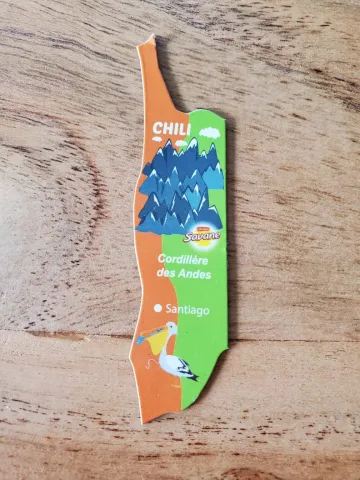 CHILI
Savane
Cordillère
des Andes
Santiago